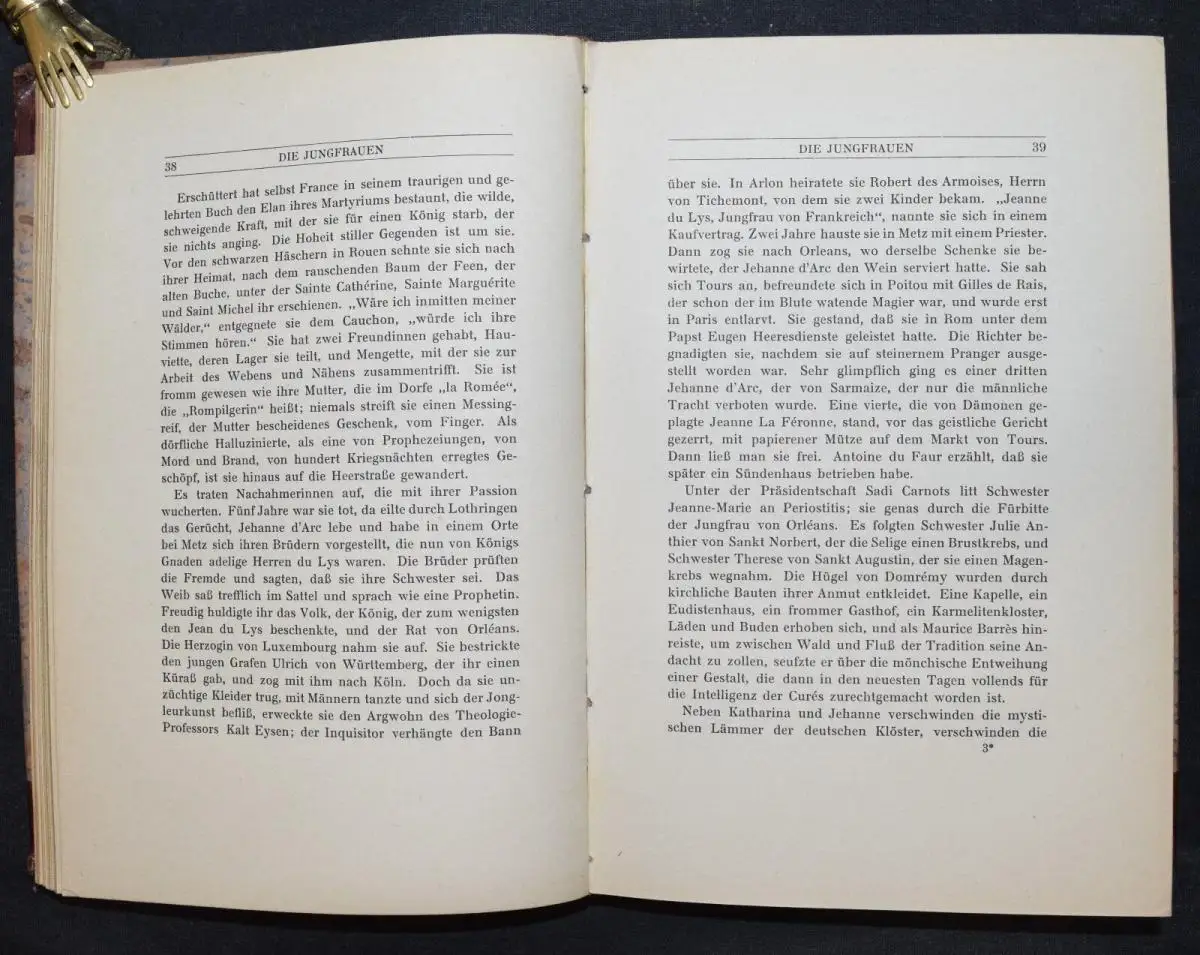 38
DIE JUNGFRAUEN
Erschüttert hat selbst France in seinem traurigen und ge-
lehrten Buch den Elan ihres Martyriums bestaunt, die wilde,
schweigende Kraft, mit der sie für einen König starb, der
sie nichts anging. Die Hoheit stiller Gegenden ist um sie.
Vor den schwarzen Häschern in Rouen sehnte sie sich nach
ihrer Heimat, nach dem rauschenden Baum der Feen, der
alten Buche, unter der Sainte Cathérine, Sainte Marguérite
und Saint Michel ihr erschienen. „Wäre ich inmitten meiner
Wälder,“ entgegnete sie dem Cauchon, „würde ich ihre
Stimmen hören.“ Sie hat zwei Freundinnen gehabt, Hau-
viette, deren Lager sie teilt, und Mengette, mit der sie zur
Arbeit des Webens und Nähens zusammentrifft. Sie ist
fromm gewesen wie ihre Mutter, die im Dorfe „la Romée“,
die „Rompilgerin“ heißt; niemals streift sie einen Messing-
reif, der Mutter bescheidenes Geschenk, vom Finger. Als
dörfliche Halluzinierte, als eine von Prophezeiungen, von
Mord und Brand, von hundert Kriegsnächten erregtes Ge-
schöpf, ist sie hinaus auf die Heerstraße gewandert.
Es traten Nachahmerinnen auf, die mit ihrer Passion
wucherten. Fünf Jahre war sie tot, da eilte durch Lothringen
das Gerücht, Jehanne d'Arc lebe und habe in einem Orte
bei Metz sich ihren Brüdern vorgestellt, die nun von Königs
Gnaden adelige Herren du Lys waren. Die Brüder prüften
die Fremde und sagten, daß sie ihre Schwester sei. Das
Weib saß trefflich im Sattel und sprach wie eine Prophetin.
Freudig huldigte ihr das Volk, der König, der zum wenigsten
den Jean du Lys beschenkte, und der Rat von Orléans.
Die Herzogin von Luxembourg nahm sie auf. Sie bestrickte
den jungen Grafen Ulrich von Württemberg, der ihr einen
Küraß gab, und zog mit ihm nach Köln. Doch da sie un-
züchtige Kleider trug, mit Männern tanzte und sich der Jong-
leurkunst befliß, erweckte sie den Argwohn des Theologie-
Professors Kalt Eysen; der Inquisitor verhängte den Bann
DIE JUNGFRAUEN
39
über sie. In Arlon heiratete sie Robert des Armoises, Herrn
von Tichemont, von dem sie zwei Kinder bekam. „Jeanne
du Lys, Jungfrau von Frankreich“, nannte sie sich in einem
Kaufvertrag. Zwei Jahre hauste sie in Metz mit einem Priester.
Dann zog sie nach Orleans, wo derselbe Schenke sie be-
wirtete, der Jehanne d'Arc den Wein serviert hatte. Sie sah
sich Tours an, befreundete sich in Poitou mit Gilles de Rais,
der schon der im Blute watende Magier war, und wurde erst
in Paris entlarvt. Sie gestand, daß sie in Rom unter dem
Papst Eugen Heeresdienste geleistet hatte. Die Richter be-
gnadigten sie, nachdem sie auf steinernem Pranger ausge-
stellt worden war. Sehr glimpflich ging es einer dritten
Jehanne d'Arc, der von Sarmaize, der nur die männliche
Tracht verboten wurde. Eine vierte, die von Dämonen ge-
plagte Jeanne La Féronne, stand, vor das geistliche Gericht
gezerrt, mit papierener Mütze auf dem Markt von Tours.
Dann ließ man sie frei. Antoine du Faur erzählt, daß sie
später ein Sündenhaus betrieben habe.
Unter der Präsidentschaft Sadi Carnots litt Schwester
Jeanne-Marie an Periostitis; sie genas durch die Fürbitte
der Jungfrau von Orléans. Es folgten Schwester Julie An-
thier von Sankt Norbert, der die Selige einen Brustkrebs, und
Schwester Therese von Sankt Augustin, der sie einen Magen-
krebs wegnahm. Die Hügel von Domrémy wurden durch
kirchliche Bauten ihrer Anmut entkleidet. Eine Kapelle, ein
Eudistenhaus, ein frommer Gasthof, ein Karmelitenkloster,
Läden und Buden erhoben sich, und als Maurice Barrès hin-
reiste, um zwischen Wald und Fluß der Tradition seine An-
dacht zu zollen, seufzte er über die mönchische Entweihung
einer Gestalt, die dann in den neuesten Tagen vollends für
die Intelligenz der Curés zurechtgemacht worden ist.
Neben Katharina und Jehanne verschwinden die mysti-
schen Lämmer der deutschen Klöster, verschwinden die
3*